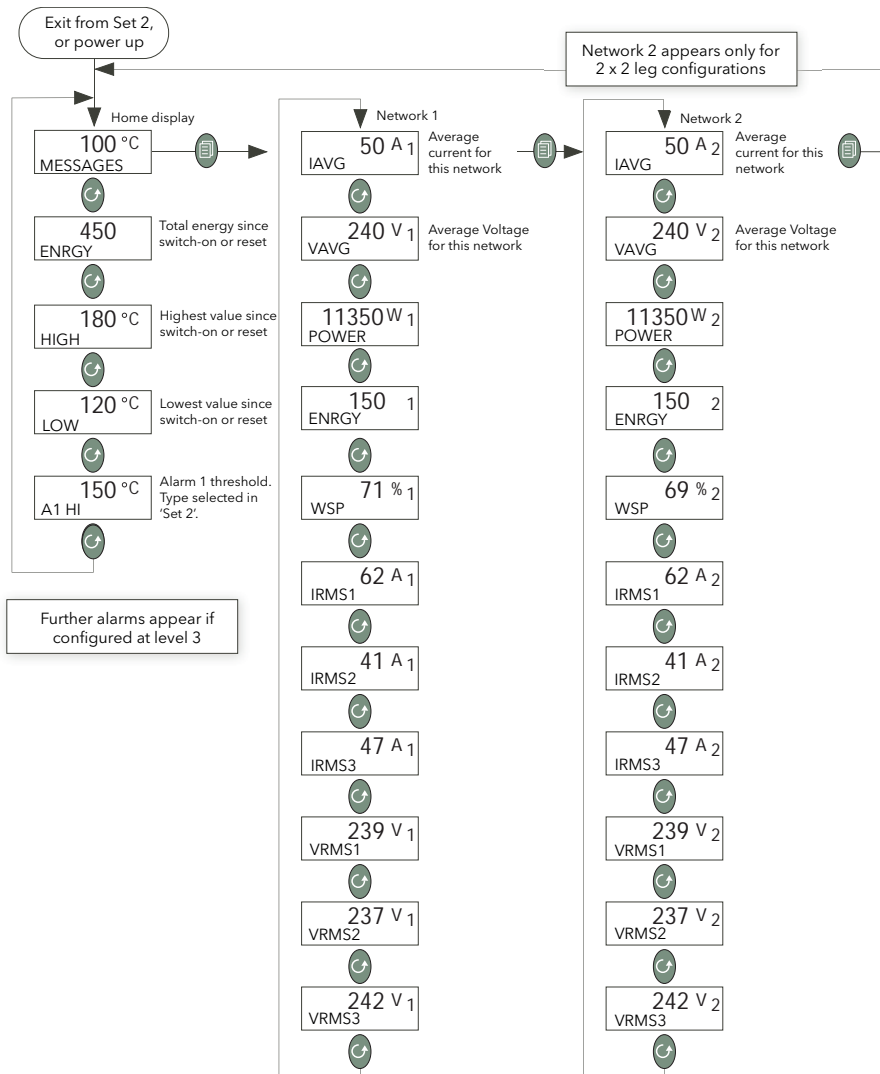 Exit from Set 2,
or power up
Network 2 appears only for
2 x 2 leg configurations
Home display
100 °C
MESSAGES
450
ENRGY
Total energy since
switch-on or reset
180 °C
HIGH
Highest value since
switch-on or reset
120 °C
LOW
Lowest value since
switch-on or reset
150 °C
A1 HI
Alarm 1 threshold.
Type selected in
‘Set 2’.
Further alarms appear if
configured at level 3
Network 1
50 A 1
IAVG
Average
current for
this network
240 V 1
VAVG
Average Voltage
for this network
11350 W 1
POWER
150 1
ENRGY
71 % 1
WSP
62 A 1
IRMS1
41 A 1
IRMS2
47 A 1
IRMS3
239 V 1
VRMS1
237 V 1
VRMS2
242 V 1
VRMS3
Network 2
50 A 2
IAVG
Average
current for this
network
240 V 2
VAVG
Average Voltage
for this network
11350 W 2
POWER
150 2
ENRGY
69 % 2
WSP
62 A 2
IRMS1
41 A 2
IRMS2
47 A 2
IRMS3
239 V 2
VRMS1
237 V 2
VRMS2
242 V 2
VRMS3